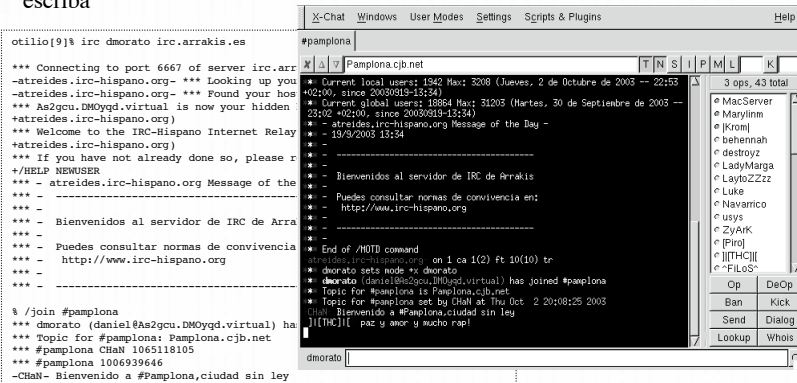 escriba
otilio[9]% irc dmorato irc.arrakis.es
*** Connecting to port 6667 of server irc.arr
-atreides.irc-hispano.org- *** Looking up you
-atreides.irc-hispano.org- *** Found your hos
*** As2gcu.DMOyqd.virtual is now your hidden
+atreides.irc-hispano.org)
*** Welcome to the IRC-Hispano Internet Relay
+atreides.irc-hispano.org)
*** If you have not already done so, please r
+/HELP NEWUSER
*** - atreides.irc-hispano.org Message of the
*** - -------------------------------------
*** -
*** -   Bienvenidos al servidor de IRC de Arra
*** -
*** -   Puedes consultar normas de convivencia
*** -    http://www.irc-hispano.org
*** -
*** - -------------------------------------
% /join #pamplona
*** dmorato (daniel@As2gcu.DMOyqd.virtual) ha
*** Topic for #pamplona: Pamplona.cjb.net
*** #pamplona CHaN 1065118105
*** #pamplona 1006939646
-CHaN- Bienvenido a #Pamplona,ciudad sin ley
X-Chat Windows User Modes Settings Scripts & Plugins Help
#pamplona
Pamplona.cjb.net T N S I P M L K
*** Current local users: 1942 Max: 3208 (Jueves, 2 de Octubre de 2003 -- 22:53
+02:00, since 20030919-13:34)
*** Current global users: 18864 Max: 31203 (Martes, 30 de Septiembre de 2003 --
23:02 +02:00, since 20030919-13:34)
*** - atreides.irc-hispano.org Message of the Day -
*** - 19/9/2003 13:34
*** -
*** - -------------------------------------
*** -
*** -   Bienvenidos al servidor de IRC de Arrakis
*** -
*** -   Puedes consultar normas de convivencia en:
*** -    http://www.irc-hispano.org
*** -
*** - -------------------------------------
*** -
*** End of /MOTD command
atreides.irc-hispano.org on 1 ca 1(2) ft 10(10) tr
*** dmorato sets mode +x dmorato
*** dmorato (daniel@As2gcu.DMOyqd.virtual) has joined #pamplona
*** Topic for #pamplona is Pamplona.cjb.net
*** Topic for #pamplona set by CHaN at Thu Oct 2 20:08:25 2003
-CHaN- Bienvenido a #Pamplona,ciudad sin ley
]I[THC]I[ paz y amor y mucho rap!
3 ops, 43 total
MacServer
Marylinm
|Krom|
behennah
destroyz
LadyMarga
LaytoZZzz
Luke
Navarrico
usys
ZyArK
[Piro]
]I[THC]I[
^FiLoS^
Op DeOp
Ban Kick
Send Dialog
Lookup Whois
dmorato